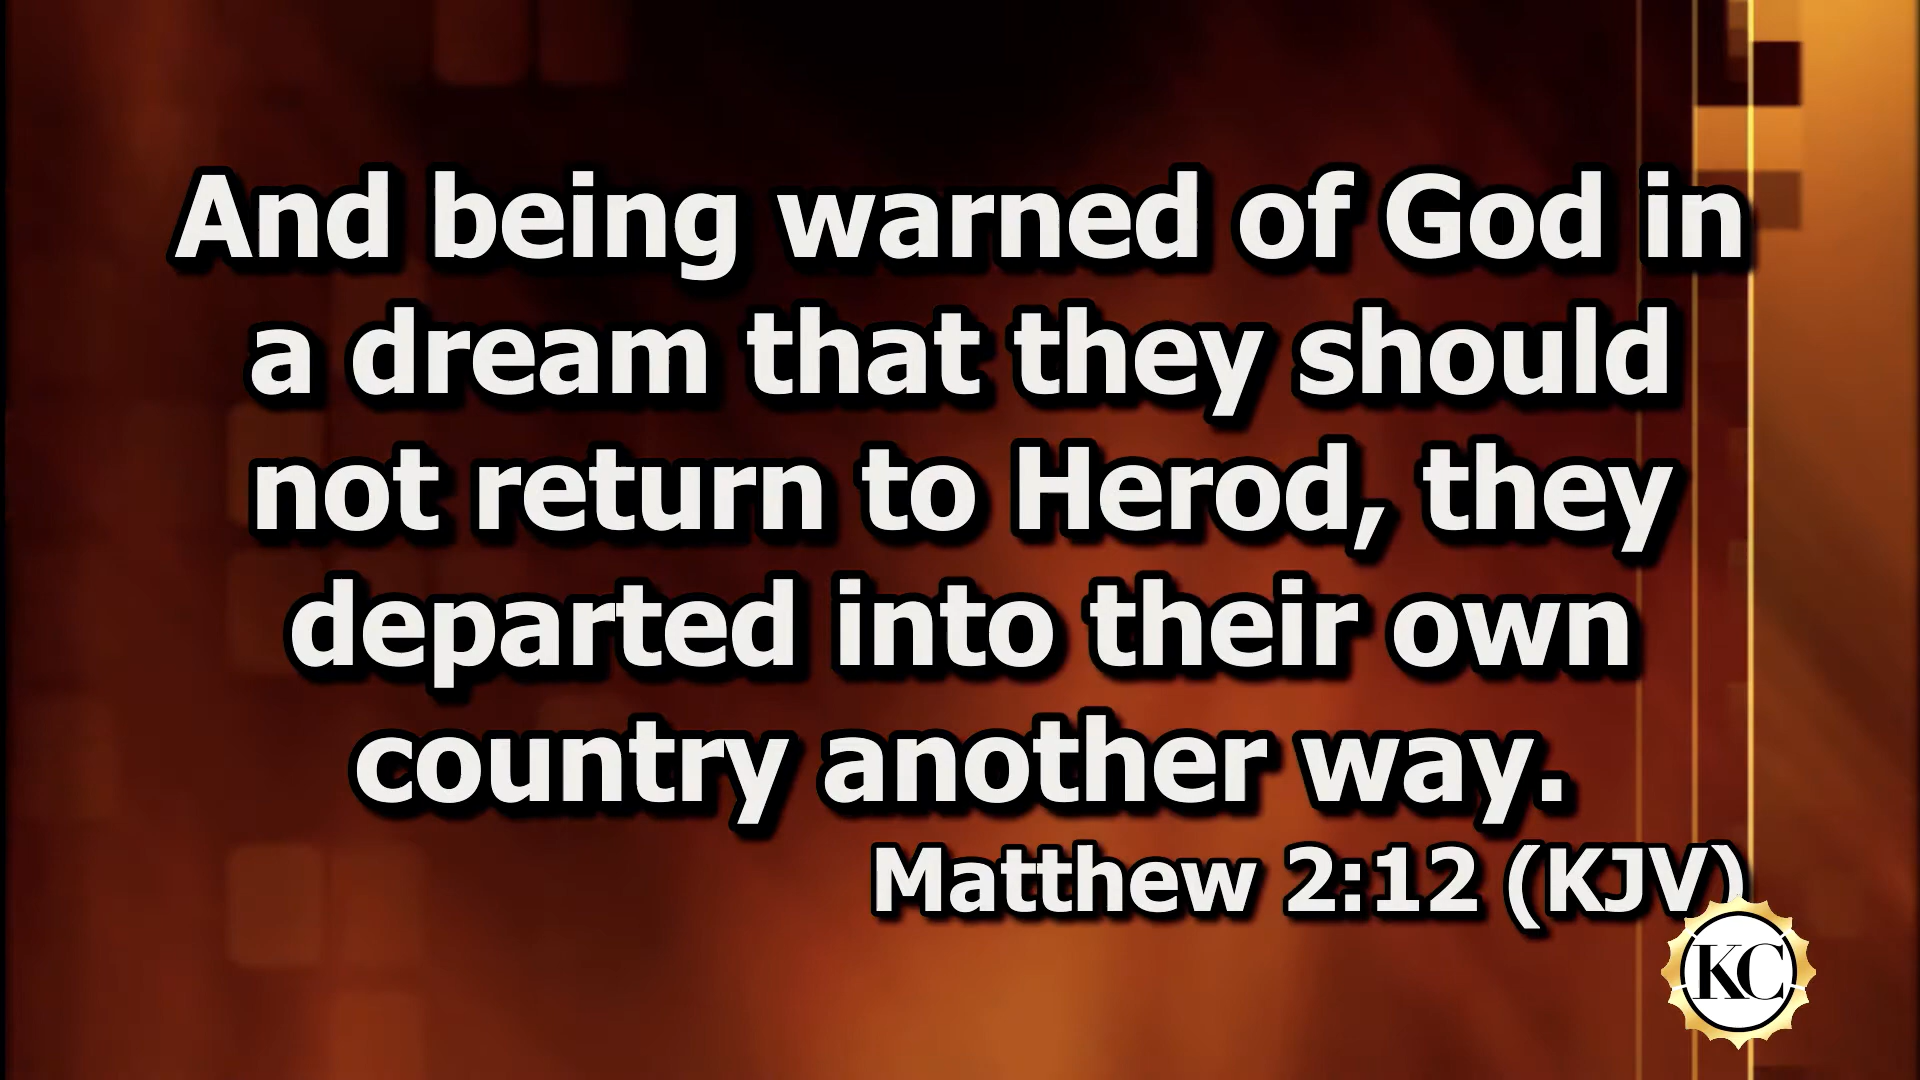 And being warned of God in
a dream that they should
not return to Herod, they
departed into their own
country another way.
Matthew 2:12 (KJV)
KC